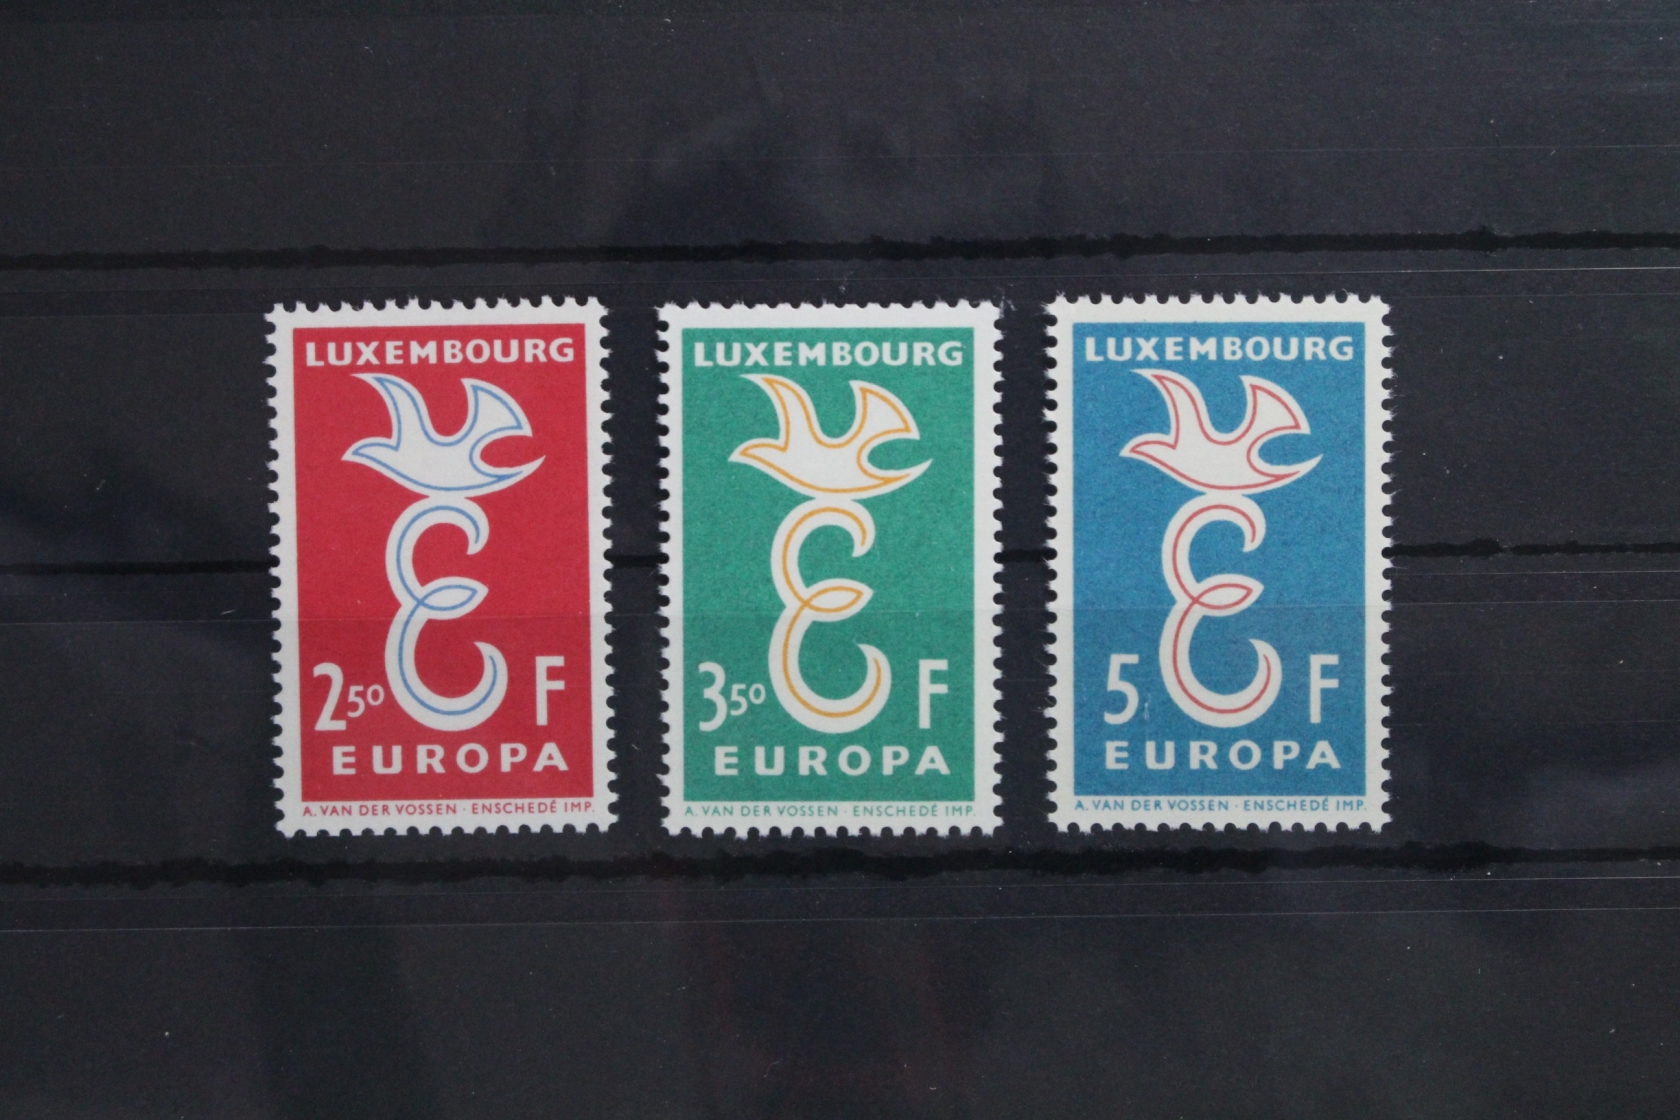 LUXEMBOURG
2 50 F
EUROPA
A. VAN DER VOSSEN · ENSCHEDÉ IMP.
LUXEMBOURG
3 50 F
EUROPA
A. VAN DER VOSSEN · ENSCHEDÉ IMP.
LUXEMBOURG
5 F
EUROPA
A. VAN DER VOSSEN · ENSCHEDÉ IMP.